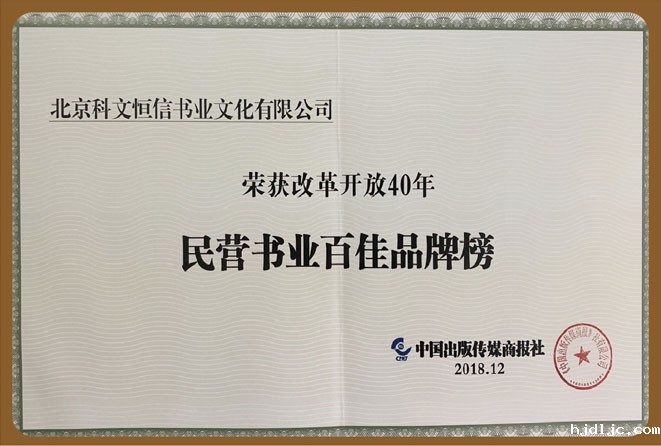 北京科文恒信书业文化有限公司
荣获改革开放40年
民营书业百佳品牌榜
中国出版传媒商报社
2018.12
hjdljc.com